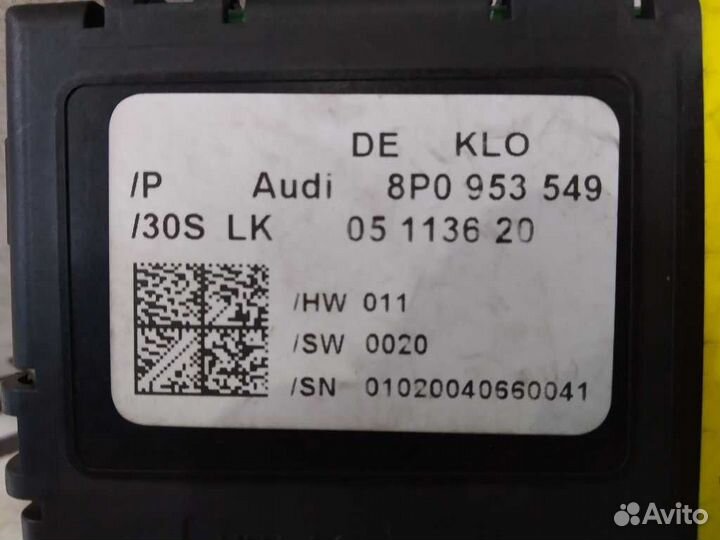 DE KLO
/P Audi 8P0 953 549
/30S LK 05 1136 20
/HW 011
/SW 0020
/SN 01020040660041
Avito